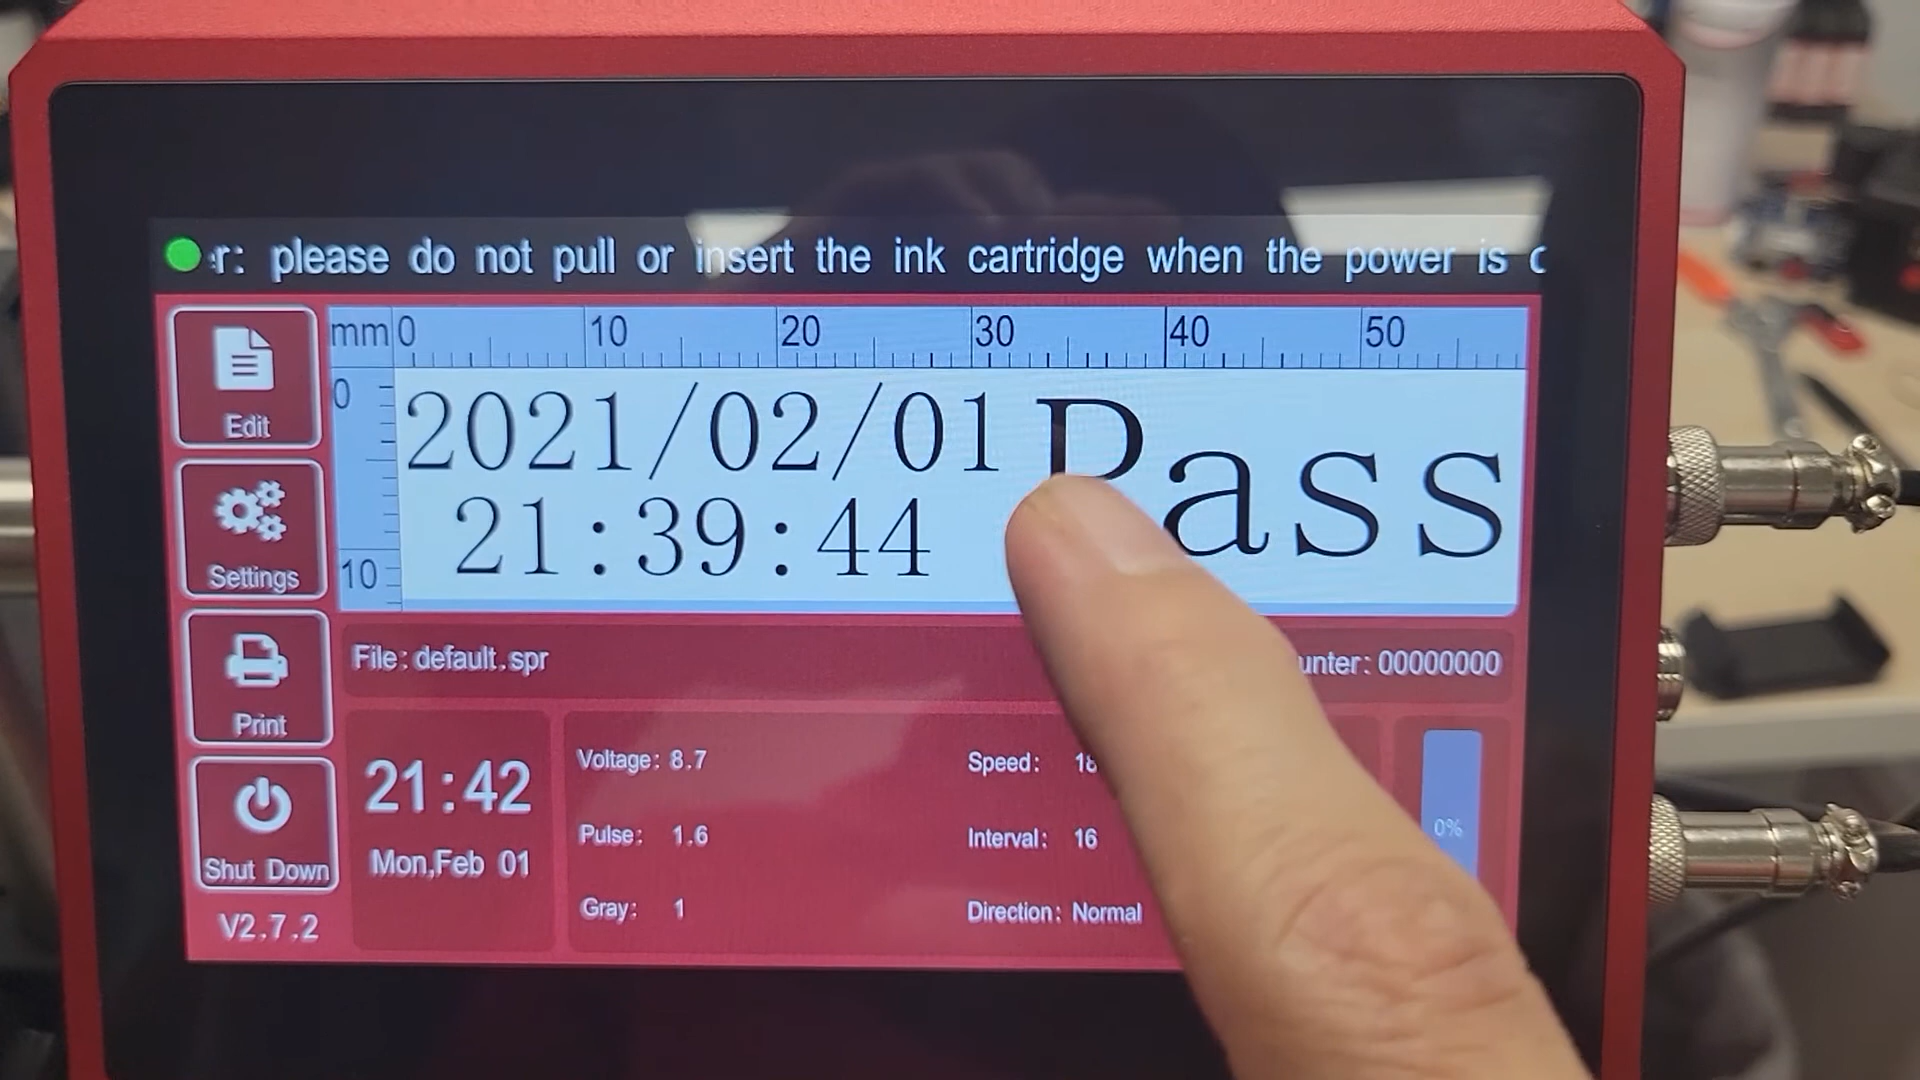 r: please do not pull or insert the ink cartridge when the power is
mm 0 10 20 30 40 50
0
10
2021/02/01 Pass
21:39:44
Edit
Settings
Print
Shut Down
V2.7.2
File: default.spr
unter: 00000000
21:42
Mon,Feb 01
Voltage: 8.7
Pulse: 1.6
Gray: 1
Speed:
Interval: 16
Direction: Normal
0%